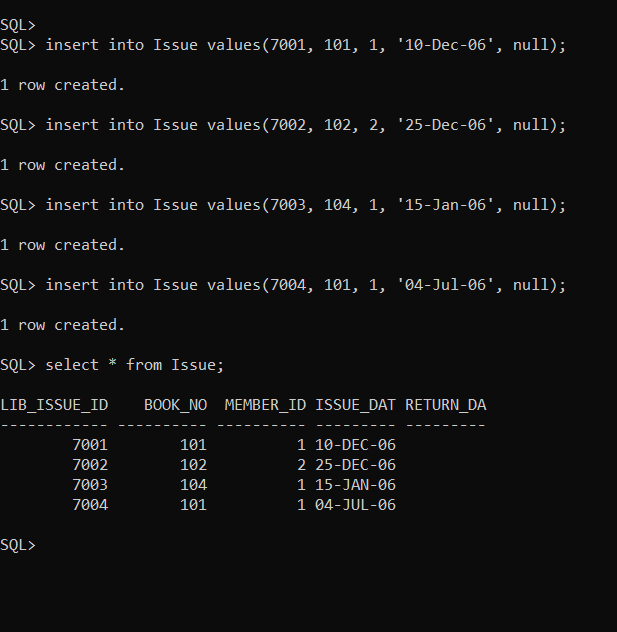 SQL>
SQL> insert into Issue values(7001, 101, 1, '10-Dec-06', null);
1 row created.
SQL> insert into Issue values(7002, 102, 2, '25-Dec-06', null);
1 row created.
SQL> insert into Issue values(7003, 104, 1, '15-Jan-06', null);
1 row created.
SQL> insert into Issue values(7004, 101, 1, '04-Jul-06', null);
1 row created.
SQL> select * from Issue;
LIB_ISSUE_ID    BOOK_NO  MEMBER_ID ISSUE_DAT RETURN_DA
------------ ---------- ---------- --------- ---------
        7001        101          1 10-DEC-06
        7002        102          2 25-DEC-06
        7003        104          1 15-JAN-06
        7004        101          1 04-JUL-06
SQL>